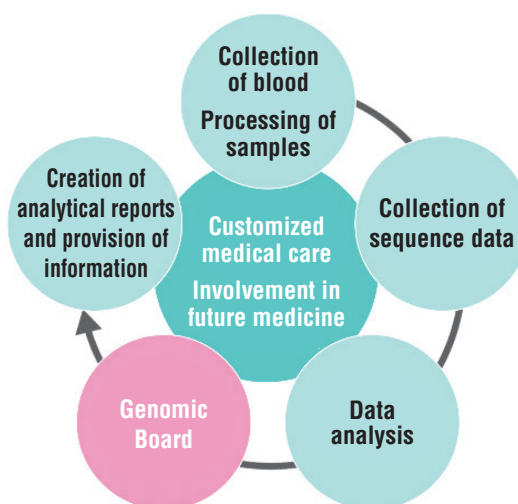 Collection
of blood
Processing of
samples
Collection of
sequence data
Data
analysis
Genomic
Board
Creation of
analytical reports
and provision of
information
Customized
medical care
Involvement in
future medicine